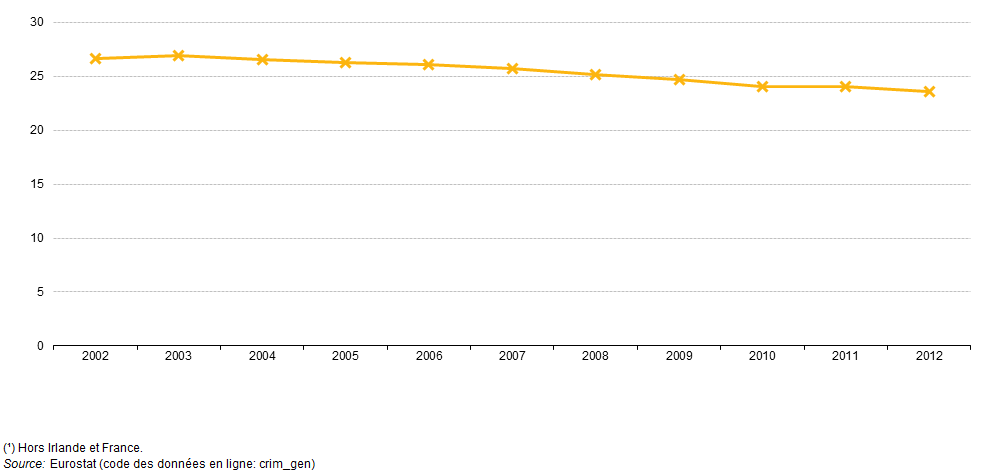 30
25
20
15
10
5
0
2002 2003 2004 2005 2006 2007 2008 2009 2010 2011 2012
(¹) Hors Irlande et France.
Source: Eurostat (code des données en ligne: crim_gen)